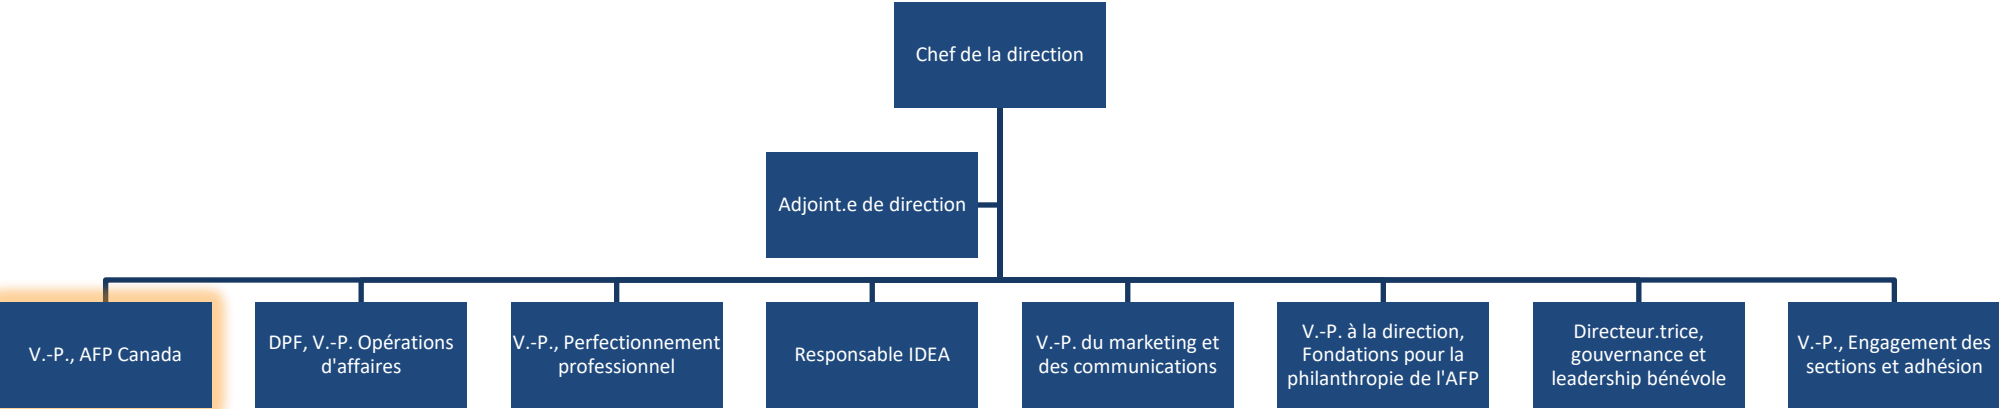 Chef de la direction
Adjoint.e de direction
V.-P., AFP Canada
DPF, V.-P. Opérations
d'affaires
V.-P., Perfectionnement
professionnel
Responsable IDEA
V.-P. du marketing et
des communications
V.-P. à la direction,
Fondations pour la
philanthropie de l'AFP
Directeur.trice,
gouvernance et
leadership bénévole
V.-P., Engagement des
sections et adhésion